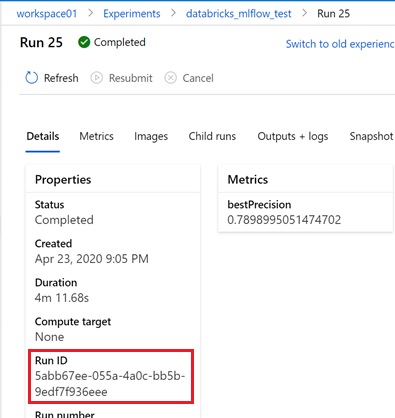 workspace01 > Experiments > databricks_mlflow_test > Run 25
Run 25 Completed Switch to old experienc
Refresh Resubmit Cancel
Details Metrics Images Child runs Outputs + logs Snapshot
Properties
Status
Completed
Created
Apr 23, 2020 9:05 PM
Duration
4m 11.68s
Compute target
None
Run ID
5abb67ee-055a-4a0c-bb5b-
9edf7f936eee
Run number
Metrics
bestPrecision
0.7898995051474702